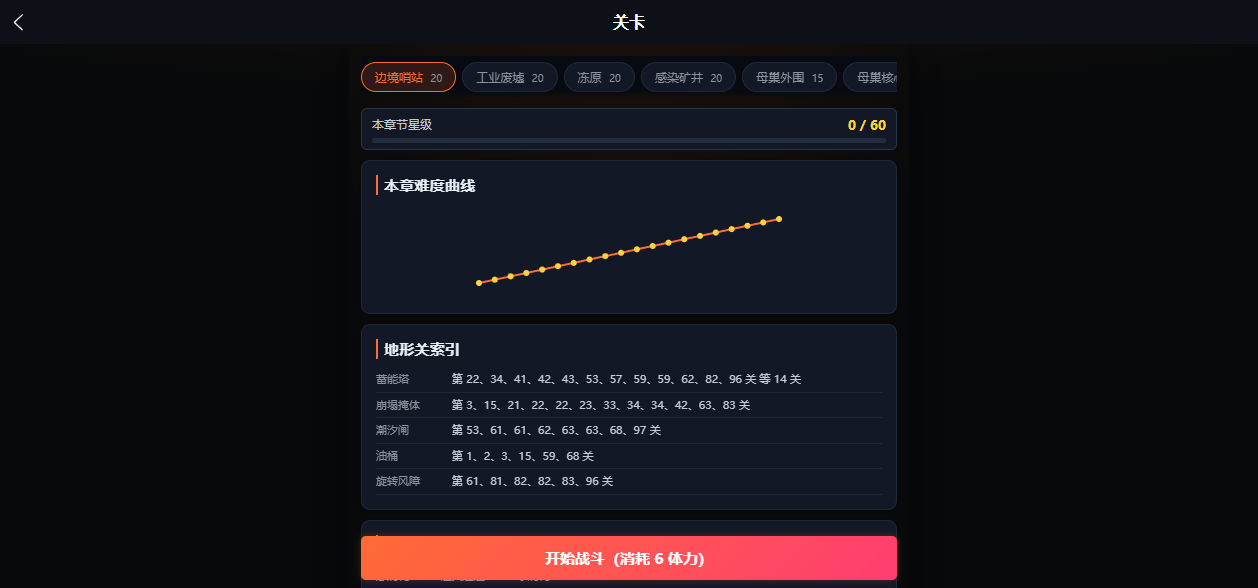 关卡
边境哨站 20 工业废墟 20 冻原 20 感染矿井 20 母巢外围 15 母巢核
本章节星级 0 / 60
本章难度曲线
地形关索引
蓄能塔 第 22、34、41、42、43、53、57、59、59、62、82、96 关 等 14 关
崩塌掩体 第 3、15、21、22、22、23、33、34、34、42、63、83 关
潮汐闸 第 53、61、61、62、63、63、68、97 关
油桶 第 1、2、3、15、59、68 关
旋转风障 第 61、81、82、82、83、96 关
开始战斗（消耗 6 体力）